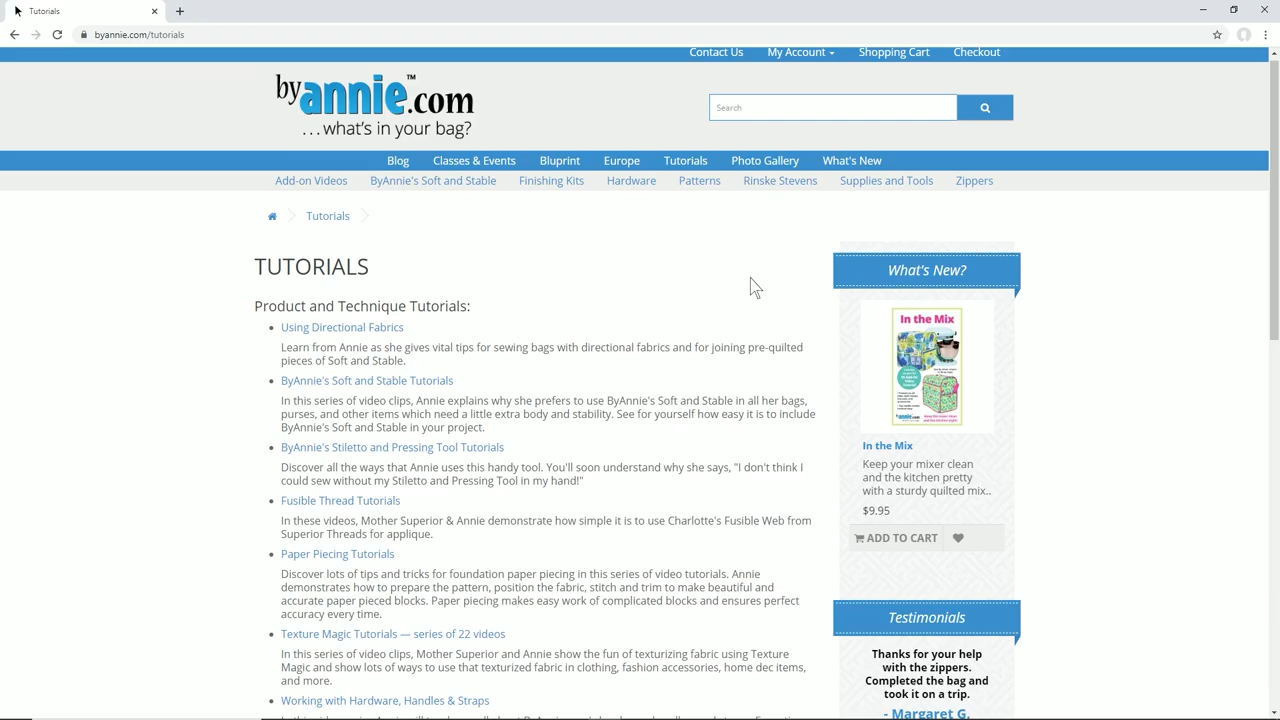 Tutorials
byannie.com/tutorials
Contact Us My Account Shopping Cart Checkout
byannie.com™
...what's in your bag?
Search
Blog Classes & Events Bluprint Europe Tutorials Photo Gallery What's New
Add-on Videos ByAnnie's Soft and Stable Finishing Kits Hardware Patterns Rinske Stevens Supplies and Tools Zippers
Tutorials
TUTORIALS
Product and Technique Tutorials:
Using Directional Fabrics
Learn from Annie as she gives vital tips for sewing bags with directional fabrics and for joining pre-quilted
pieces of Soft and Stable.
ByAnnie's Soft and Stable Tutorials
In this series of video clips, Annie explains why she prefers to use ByAnnie's Soft and Stable in all her bags,
purses, and other items which need a little extra body and stability. See for yourself how easy it is to include
ByAnnie's Soft and Stable in your project.
ByAnnie's Stiletto and Pressing Tool Tutorials
Discover all the ways that Annie uses this handy tool. You'll soon understand why she says, "I don't think I
could sew without my Stiletto and Pressing Tool in my hand!"
Fusible Thread Tutorials
In these videos, Mother Superior & Annie demonstrate how simple it is to use Charlotte's Fusible Web from
Superior Threads for applique.
Paper Piecing Tutorials
Discover lots of tips and tricks for foundation paper piecing in this series of video tutorials. Annie
demonstrates how to prepare the pattern, position the fabric, stitch and trim to make beautiful and
accurate paper pieced blocks. Paper piecing makes easy work of complicated blocks and ensures perfect
accuracy every time.
Texture Magic Tutorials — series of 22 videos
In this series of video clips, Mother Superior and Annie show the fun of texturizing fabric using Texture
Magic and show lots of ways to use that texturized fabric in clothing, fashion accessories, home dec items,
and more.
Working with Hardware, Handles & Straps
What's New?
In the Mix
In the Mix
Keep your mixer clean
and the kitchen pretty
with a sturdy quilted mix..
$9.95
ADD TO CART
Testimonials
Thanks for your help
with the zippers.
Completed the bag and
took it on a trip.
- Margaret G.